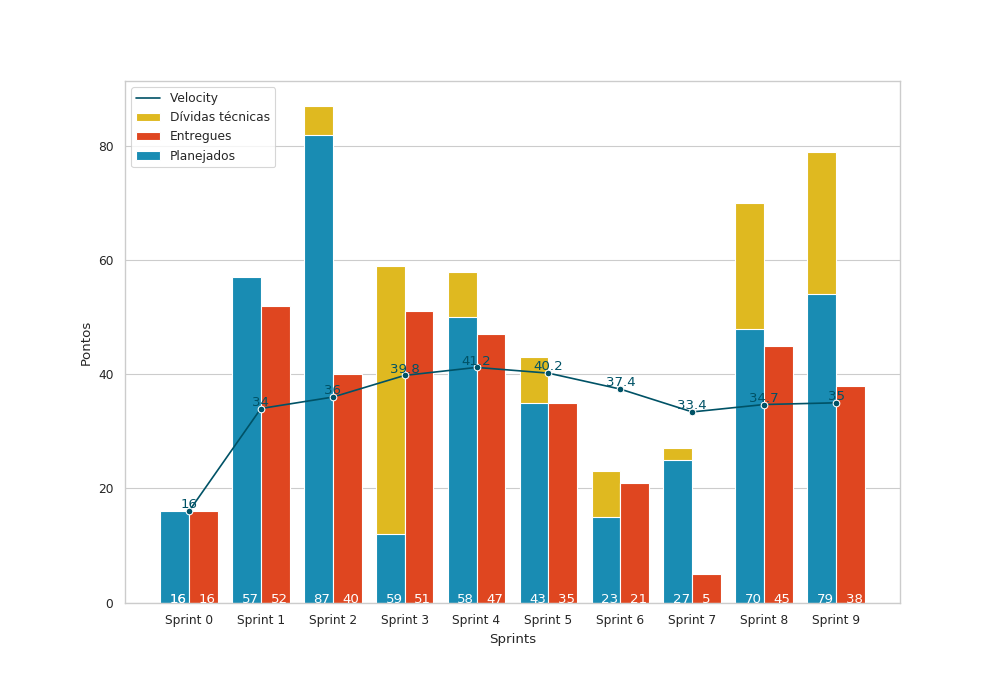 Velocity
Dívidas técnicas
Entregues
Planejados
80
60
40
20
0
Pontos
16
34
36
39.8
41.2
40.2
37.4
33.4
34.7
35
16 16 57 52 87 40 59 51 58 47 43 35 23 21 27 5 70 45 79 38
Sprint 0 Sprint 1 Sprint 2 Sprint 3 Sprint 4 Sprint 5 Sprint 6 Sprint 7 Sprint 8 Sprint 9
Sprints